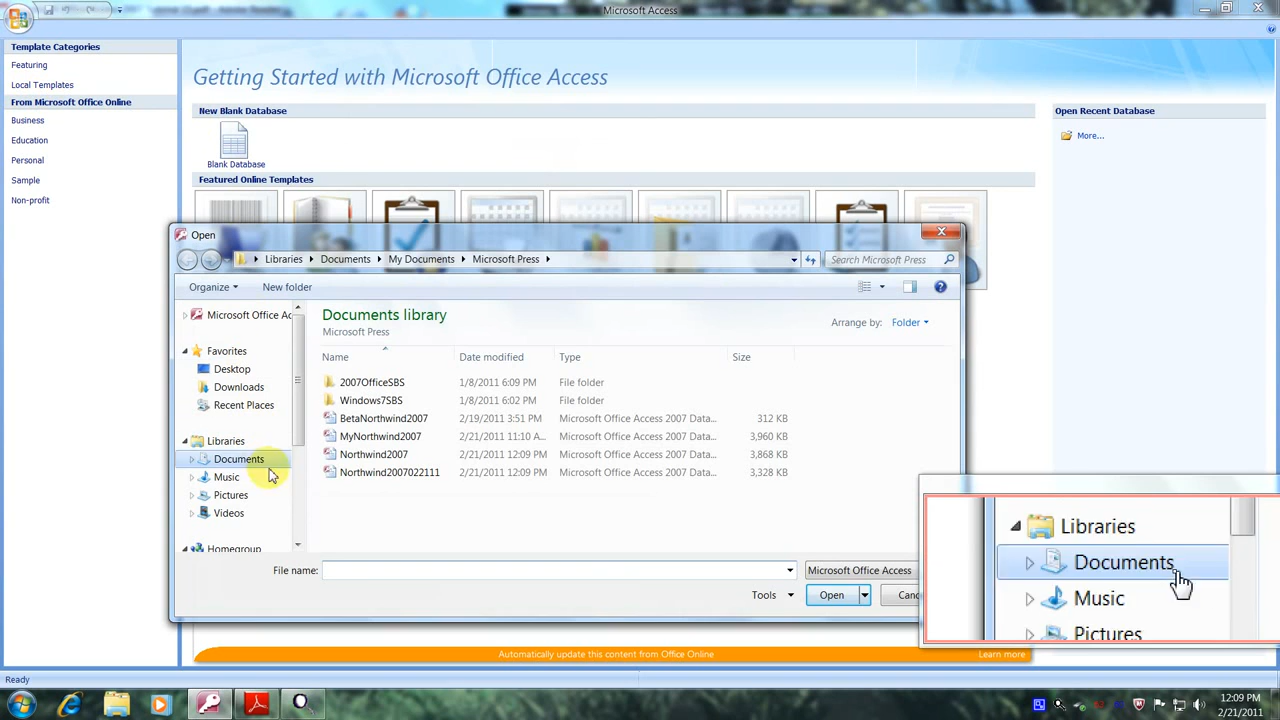 Microsoft Access
Template Categories
Featuring
Local Templates
From Microsoft Office Online
Business
Education
Personal
Sample
Non-profit
Getting Started with Microsoft Office Access
New Blank Database
Blank Database
Featured Online Templates
Open Recent Database
More...
Open
Libraries Documents My Documents Microsoft Press
Search Microsoft Press
Organize
New folder
Microsoft Office Ac
Favorites
Desktop
Downloads
Recent Places
Libraries
Documents
Music
Pictures
Videos
Homegroup
Documents library
Microsoft Press
Arrange by: Folder
Name Date modified Type Size
2007OfficeSBS 1/8/2011 6:09 PM File folder
Windows7SBS 1/8/2011 6:02 PM File folder
BetaNorthwind2007 2/19/2011 3:51 PM Microsoft Office Access 2007 Data... 312 KB
MyNorthwind2007 2/21/2011 11:10 A... Microsoft Office Access 2007 Data... 3,960 KB
Northwind2007 2/21/2011 12:09 PM Microsoft Office Access 2007 Data... 3,868 KB
Northwind2007022111 2/21/2011 12:09 PM Microsoft Office Access 2007 Data... 3,328 KB
File name:
Microsoft Office Access
Tools
Open
Canc
Libraries
Documents
Music
Pictures
Automatically update this content from Office Online
Learn more
Ready
12:09 PM
2/21/2011